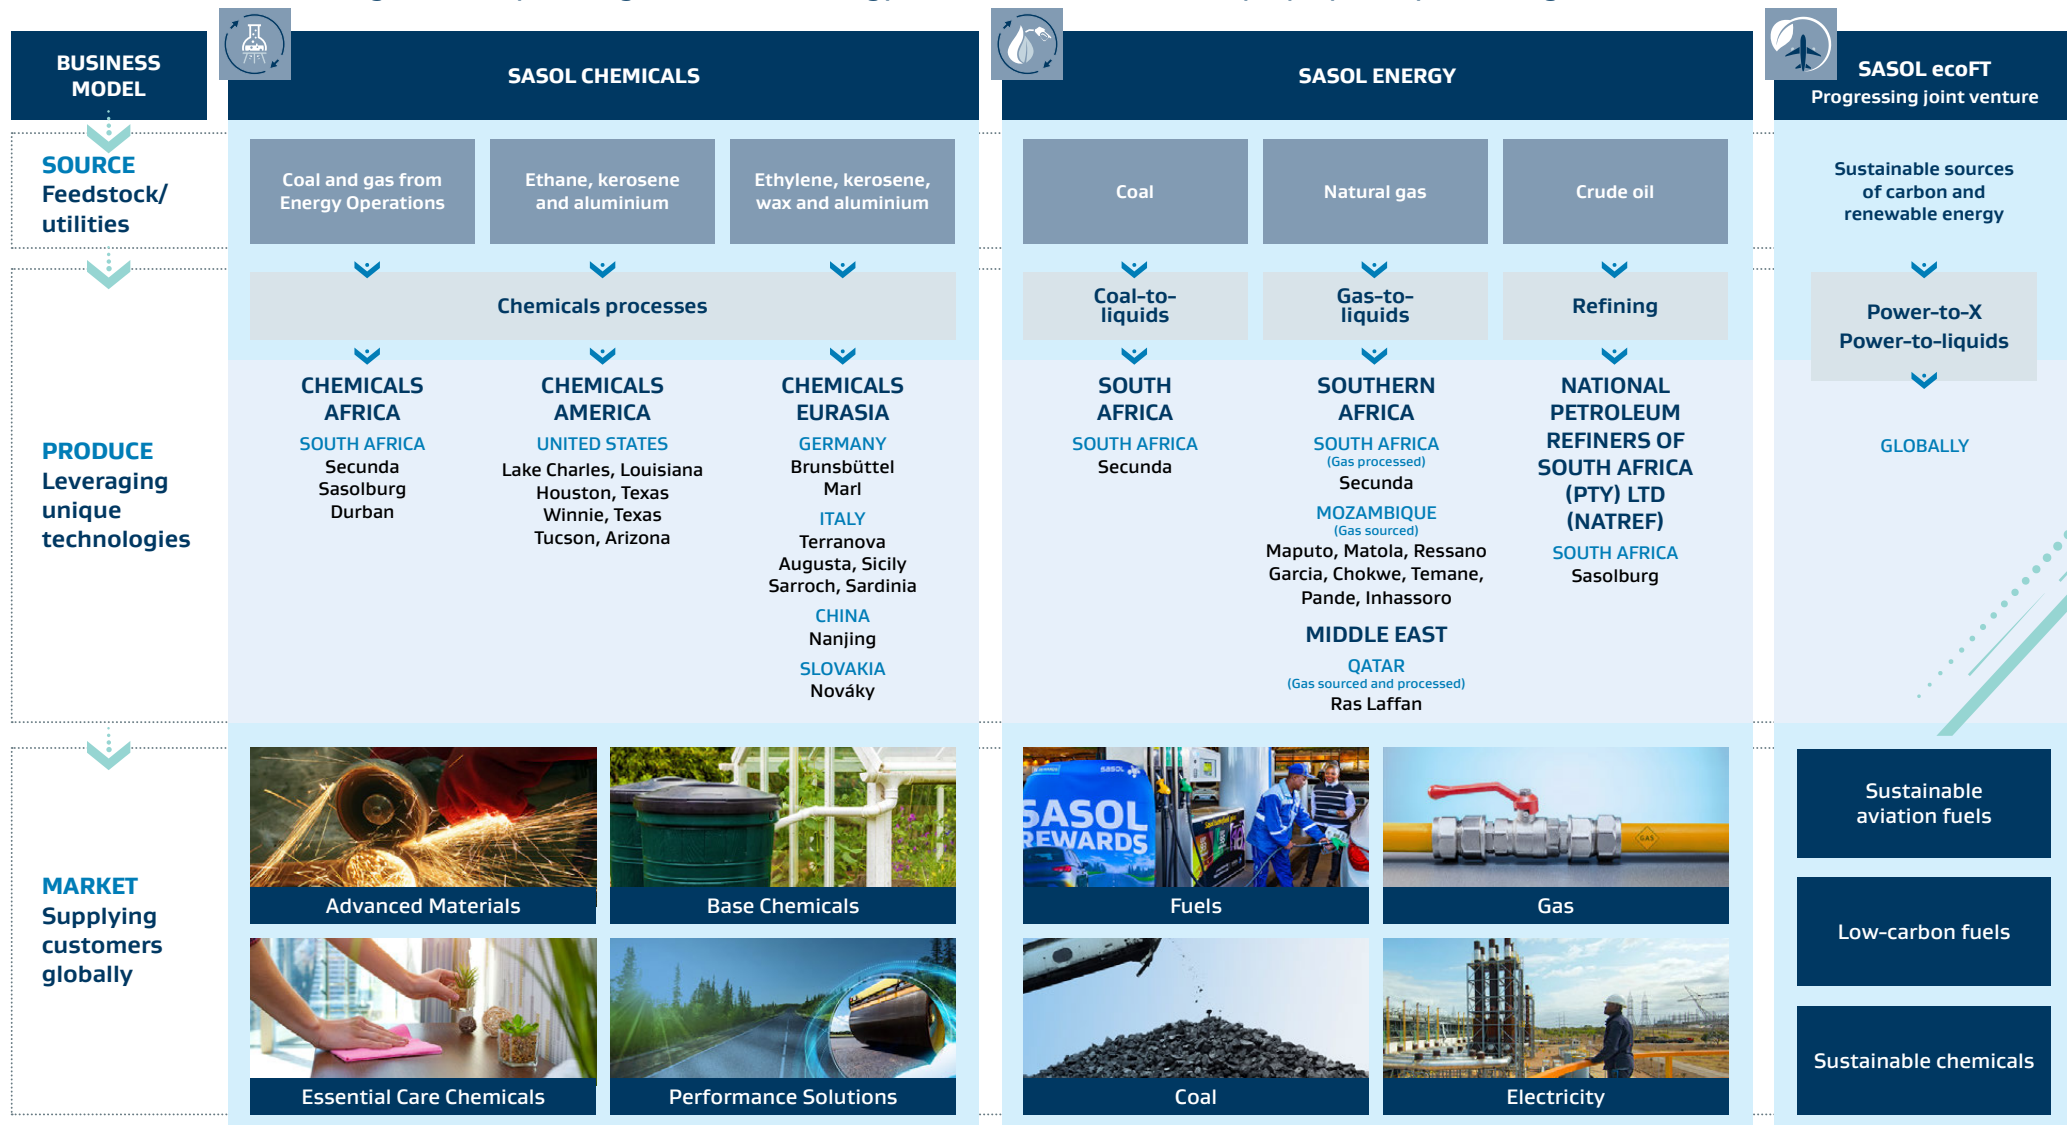 BUSINESS
MODEL
SASOL CHEMICALS
SASOL ENERGY
SASOL ecoFT
Progressing joint venture
SOURCE
Feedstock/
utilities
Coal and gas from
Energy Operations
Ethane, kerosene
and aluminium
Ethylene, kerosene,
wax and aluminium
Coal
Natural gas
Crude oil
Sustainable sources
of carbon and
renewable energy
PRODUCE
Leveraging
unique
technologies
Chemicals processes
Coal-to-
liquids
Gas-to-
liquids
Refining
Power-to-X
Power-to-liquids
CHEMICALS
AFRICA
SOUTH AFRICA
Secunda
Sasolburg
Durban
CHEMICALS
AMERICA
UNITED STATES
Lake Charles, Louisiana
Houston, Texas
Winnie, Texas
Tucson, Arizona
CHEMICALS
EURASIA
GERMANY
Brunsbüttel
Marl
ITALY
Terranova
Augusta, Sicily
Sarroch, Sardinia
CHINA
Nanjing
SLOVAKIA
Nováky
SOUTH
AFRICA
SOUTH AFRICA
Secunda
SOUTHERN
AFRICA
SOUTH AFRICA
(Gas processed)
Secunda
MOZAMBIQUE
(Gas sourced)
Maputo, Matola, Ressano
Garcia, Chokwe, Temane,
Pande, Inhassoro
MIDDLE EAST
QATAR
(Gas sourced and processed)
Ras Laffan
NATIONAL
PETROLEUM
REFINERS OF
SOUTH AFRICA
(PTY) LTD
(NATREF)
SOUTH AFRICA
Sasolburg
GLOBALLY
MARKET
Supplying
customers
globally
Advanced Materials
Base Chemicals
sasol
SASOL
REWARDS
Fuels
GAS
Gas
Essential Care Chemicals
Performance Solutions
Coal
Electricity
Sustainable
aviation fuels
Low-carbon fuels
Sustainable chemicals